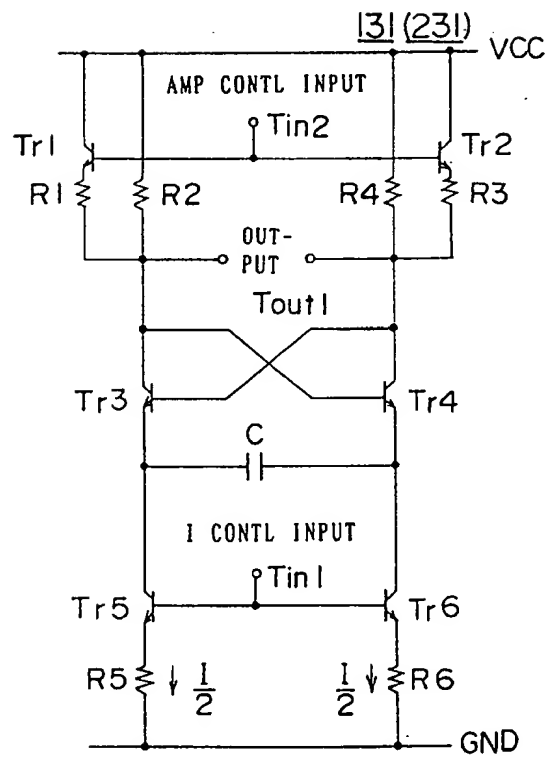 131 (231)
VCC
AMP CONTL INPUT
Tin2
Tr1
Tr2
R1
R2
R4
R3
OUT-
PUT
Tout1
Tr3
Tr4
C
I CONTL INPUT
Tin1
Tr5
Tr6
R5
I/2
I/2
R6
GND